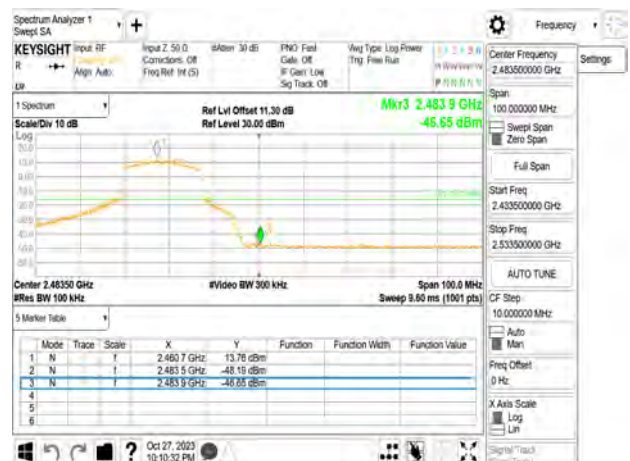 Spectrum Analyzer 1
Swept SA
Frequency
KEYSIGHT
Input: RF
Input Z: 50 Ω
#Atten: 30 dB
PNO: Fast
Avg Type: Log-Power
Corrections: Off
Gate: Off
Trig: Free Run
Align: Auto
Freq Ref: Int (S)
IF Gain: Low
Sig Track: Off
Center Frequency
2.483500000 GHz
Settings
Span
100.000000 MHz
Swept Span
Zero Span
Full Span
Start Freq
2.433500000 GHz
Stop Freq
2.533500000 GHz
AUTO TUNE
CF Step
10.000000 MHz
Auto
Man
Freq Offset
0 Hz
X Axis Scale
Log
Lin
Signal Track
1 Spectrum
Scale/Div 10 dB
Log
Ref Lvl Offset 11.30 dB
Ref Level 30.00 dBm
Mkr3 2.483 9 GHz
-46.65 dBm
Center 2.48350 GHz
#Res BW 100 kHz
#Video BW 300 kHz
Span 100.0 MHz
Sweep 9.60 ms (1001 pts)
5 Marker Table
Mode Trace Scale X Y Function Function Width Function Value
1 N f 2.460 7 GHz 13.76 dBm
2 N f 2.483 5 GHz -48.19 dBm
3 N f 2.483 9 GHz -46.65 dBm
4
5
6
Oct 27, 2023
10:10:32 PM